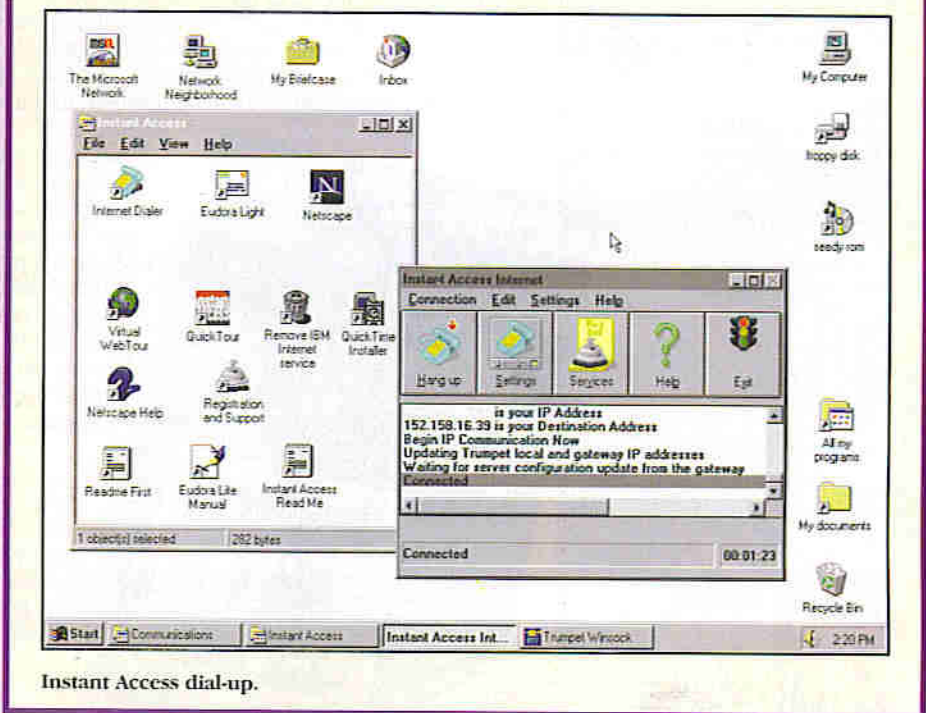 msn
The Microsoft
Network
Network
Neighborhood
My Briefcase
Inbox
My Computer
floppy disk
seedy rom
All my
programs
My documents
Recycle Bin
Instant Access
File Edit View Help
Internet Dialer
Eudora Light
N
Netscape
Virtual
WebTour
QuickTour
Remove IBM
Internet
service
QuickTime
Installer
Netscape Help
Registration
and Support
Readme First
Eudora Lite
Manual
Instant Access
Read Me
1 object(s) selected 282 bytes
Instant Access Internet
Connection Edit Settings Help
Hang up Settings Services Help Exit
is your IP Address
152.158.16.39 is your Destination Address
Begin IP Communication Now
Updating Trumpet local and gateway IP addresses
Waiting for server configuration update from the gateway
Connected
Connected 00:01:23
Start Communications Instant Access Instant Access Int... Trumpet Winsock 2:20 PM
Instant Access dial-up.